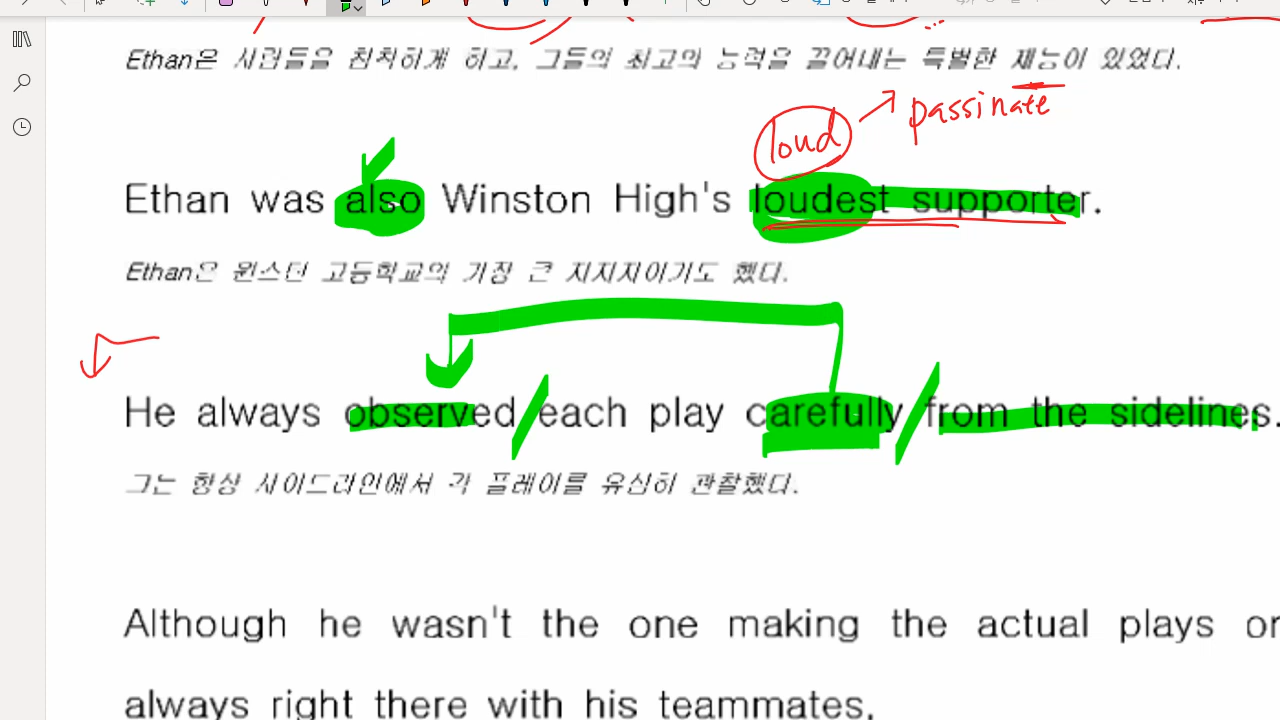 Ethan은 사람들을 침착하게 하고, 그들의 최고의 능력을 끌어내는 특별한 재능이 있었다.
loud passinate
Ethan was also Winston High's loudest supporter.
Ethan은 윈스턴 고등학교의 가장 큰 지지자이기도 했다.
He always observed each play carefully from the sidelines.
그는 항상 사이드라인에서 각 플레이를 유심히 관찰했다.
Although he wasn't the one making the actual plays or
always right there with his teammates,